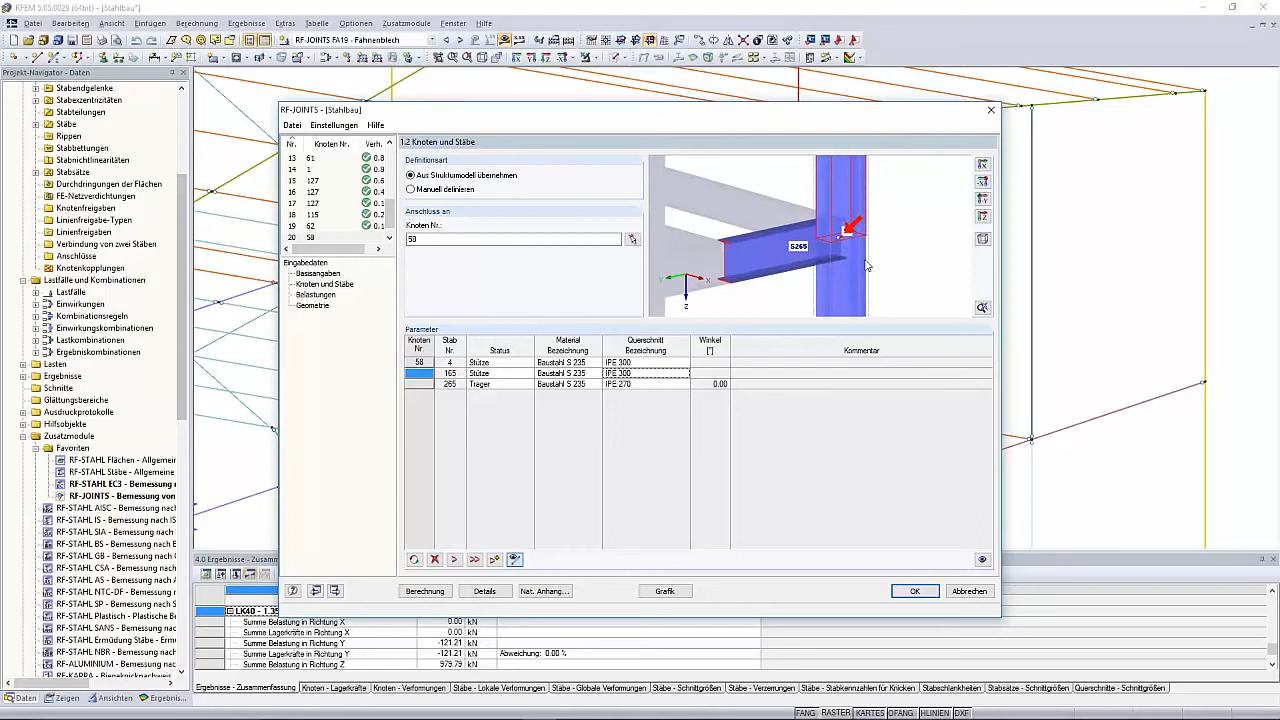 RFEM 5.05.0029 (64bit) - [Stahlbau*]
Datei Bearbeiten Ansicht Einfügen Berechnung Ergebnisse Extras Tabelle Optionen Zusatzmodule Fenster Hilfe
RF-JOINTS FA19 - Fahnenblech
Projekt-Navigator - Daten
Stabendgelenke
Stabexzentrizitäten
Stabteilungen
Stäbe
Rippen
Stabbettungen
Stabnichtlinearitäten
Stabsätze
Durchdringungen der Flächen
FE-Netzverdichtungen
Knotenfreigaben
Linienfreigabe-Typen
Linienfreigaben
Verbindung von zwei Stäben
Anschlüsse
Knotenkopplungen
Lastfälle und Kombinationen
Lastfälle
Einwirkungen
Kombinationsregeln
Einwirkungskombinationen
Lastkombinationen
Ergebniskombinationen
Lasten
Ergebnisse
Schnitte
Glättungsbereiche
Ausdruckprotokolle
Hilfsobjekte
Zusatzmodule
Favoriten
RF-STAHL Flächen - Allgemeine
RF-STAHL Stäbe - Allgemeine
RF-STAHL EC3 - Bemessung n
RF-JOINTS - Bemessung von
RF-STAHL AISC - Bemessung nach
RF-STAHL IS - Bemessung nach IS
RF-STAHL SIA - Bemessung nach
RF-STAHL BS - Bemessung nach
RF-STAHL GB - Bemessung nach
RF-STAHL CSA - Bemessung nach
RF-STAHL AS - Bemessung nach
RF-STAHL NTC-DF - Bemessung
RF-STAHL SP - Bemessung nach
RF-STAHL Plastisch - Plastische B
RF-STAHL SANS - Bemessung na
RF-STAHL Ermüdung Stäbe - Ermüd
RF-STAHL NBR - Bemessung na
RF-ALUMINIUM - Bemessung na
RF-KAPPA - Biegeknicknachweis
Daten Zeigen Ansichten Ergebnis...
RF-JOINTS - [Stahlbau]
Datei Einstellungen Hilfe
Nr. Knoten Nr. Verh.
13 61 0.8
14 1 0.8
15 127 0.6
16 127 0.4
17 127 0.1
18 115 0.2
19 62 0.1
20 58
Eingabedaten
Basisangaben
Knoten und Stäbe
Belastungen
Geometrie
1.2 Knoten und Stäbe
Definitionsart
Aus Strukturmodell übernehmen
Manuell definieren
Anschluss an
Knoten Nr.:
58
S265
Y X
Z
Parameter
Knoten Nr. Stab Nr. Status Material Bezeichnung Querschnitt Bezeichnung Winkel [°] Kommentar
58 4 Stütze Baustahl S 235 IPE 300
165 Stütze Baustahl S 235 IPE 300
265 Träger Baustahl S 235 IPE 270 0.00
Berechnung Details Nat. Anhang... Grafik OK Abbrechen
4.0 Ergebnisse - Zusamm
LK40 - 1.35
Summe Belastung in Richtung X 0.00 kN
Summe Lagerkräfte in Richtung X 0.00 kN
Summe Belastung in Richtung Y -121.21 kN
Summe Lagerkräfte in Richtung Y -121.21 kN Abweichung: 0.00 %
Summe Belastung in Richtung Z 979.79 kN
Ergebnisse - Zusammenfassung Knoten - Lagerkräfte Knoten - Verformungen Stäbe - Lokale Verformungen Stäbe - Globale Verformungen Stäbe - Schnittgrößen Stäbe - Verzerrungen Stäbe - Stabkennzahlen für Knicken Stabschlankheiten Stabsätze - Schnittgrößen Querschnitte - Schnittgrößen
FANG RASTER KARTES OFANG HLINIEN DXF